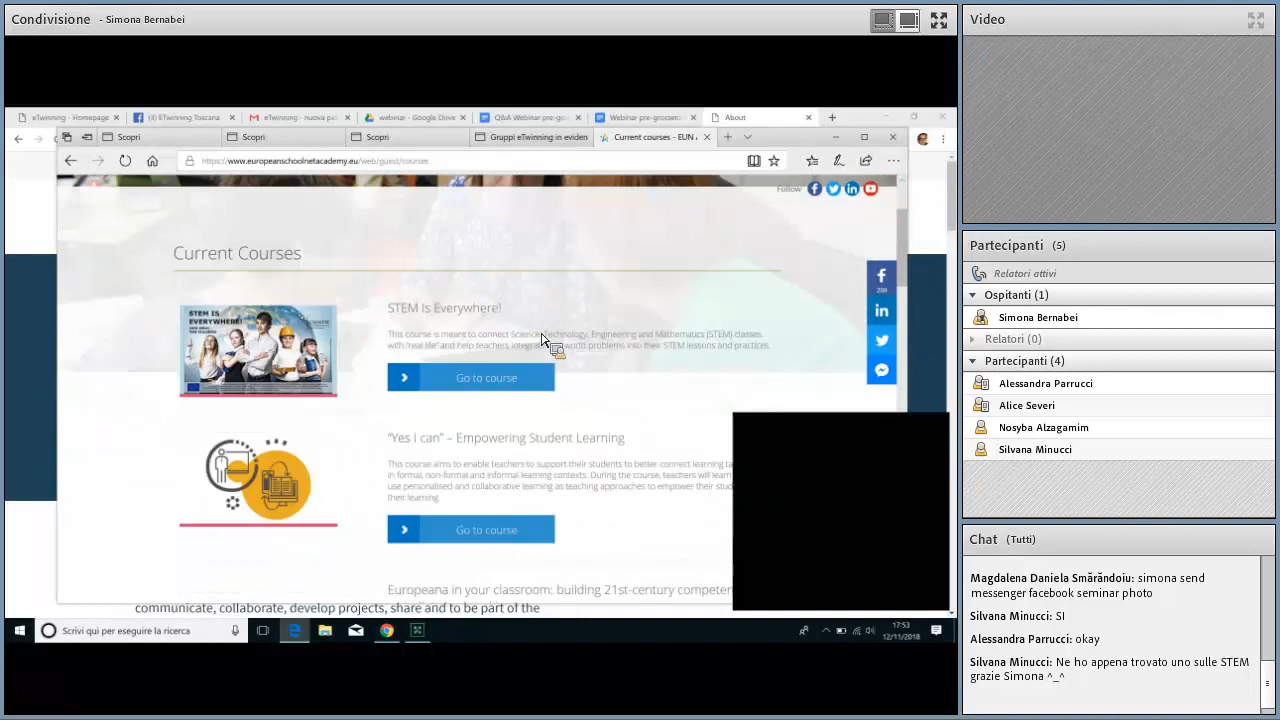 Condivisione - Simona Bernabei
eTwinning - Homepage
(1) ETwinning Toscana
eTwinning - nuova pa
webinar - Google Drive
Q&A Webinar pre-g
Webinar pre-grosseto
About
Scopri
Scopri
Scopri
Gruppi eTwinning in eviden
Current courses - EUN
https://www.europeanschoolnetacademy.eu/web/guest/courses
Follow
Current Courses
STEM IS EVERYWHERE!
STEM Is Everywhere!
This course is meant to connect Science, Technology, Engineering and Mathematics (STEM) classes
with "real life" and help teachers world problems into their STEM lessons and practices.
Go to course
"Yes I can" – Empowering Student Learning
This course aims to enable teachers to support their students to better connect learning
in formal, non-formal and informal learning contexts. During the course, teachers will learn
use personalised and collaborative learning as teaching approaches to empower their
their learning.
Go to course
Europeana in your classroom: building 21st-century competen
communicate, collaborate, develop projects, share and to be part of the
Scrivi qui per eseguire la ricerca
17:53
12/11/2018
Video
Partecipanti (5)
Relatori attivi
Ospitanti (1)
Simona Bernabei
Relatori (0)
Partecipanti (4)
Alessandra Parrucci
Alice Severi
Nosyba Alzagamim
Silvana Minucci
Chat (Tutti)
Magdalena Daniela Smărăndoiu: simona send
messenger facebook seminar photo
Silvana Minucci: SI
Alessandra Parrucci: okay
Silvana Minucci: Ne ho appena trovato uno sulle STEM
grazie Simona ^_^